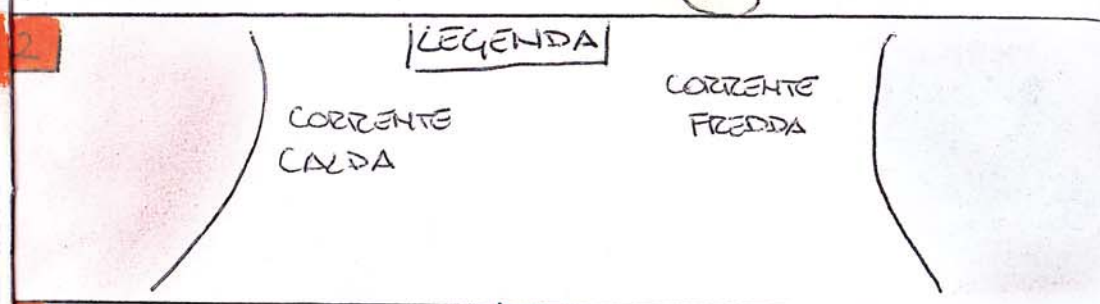 2
LEGENDA
CORRENTE
CALDA
CORRENTE
FREDDA